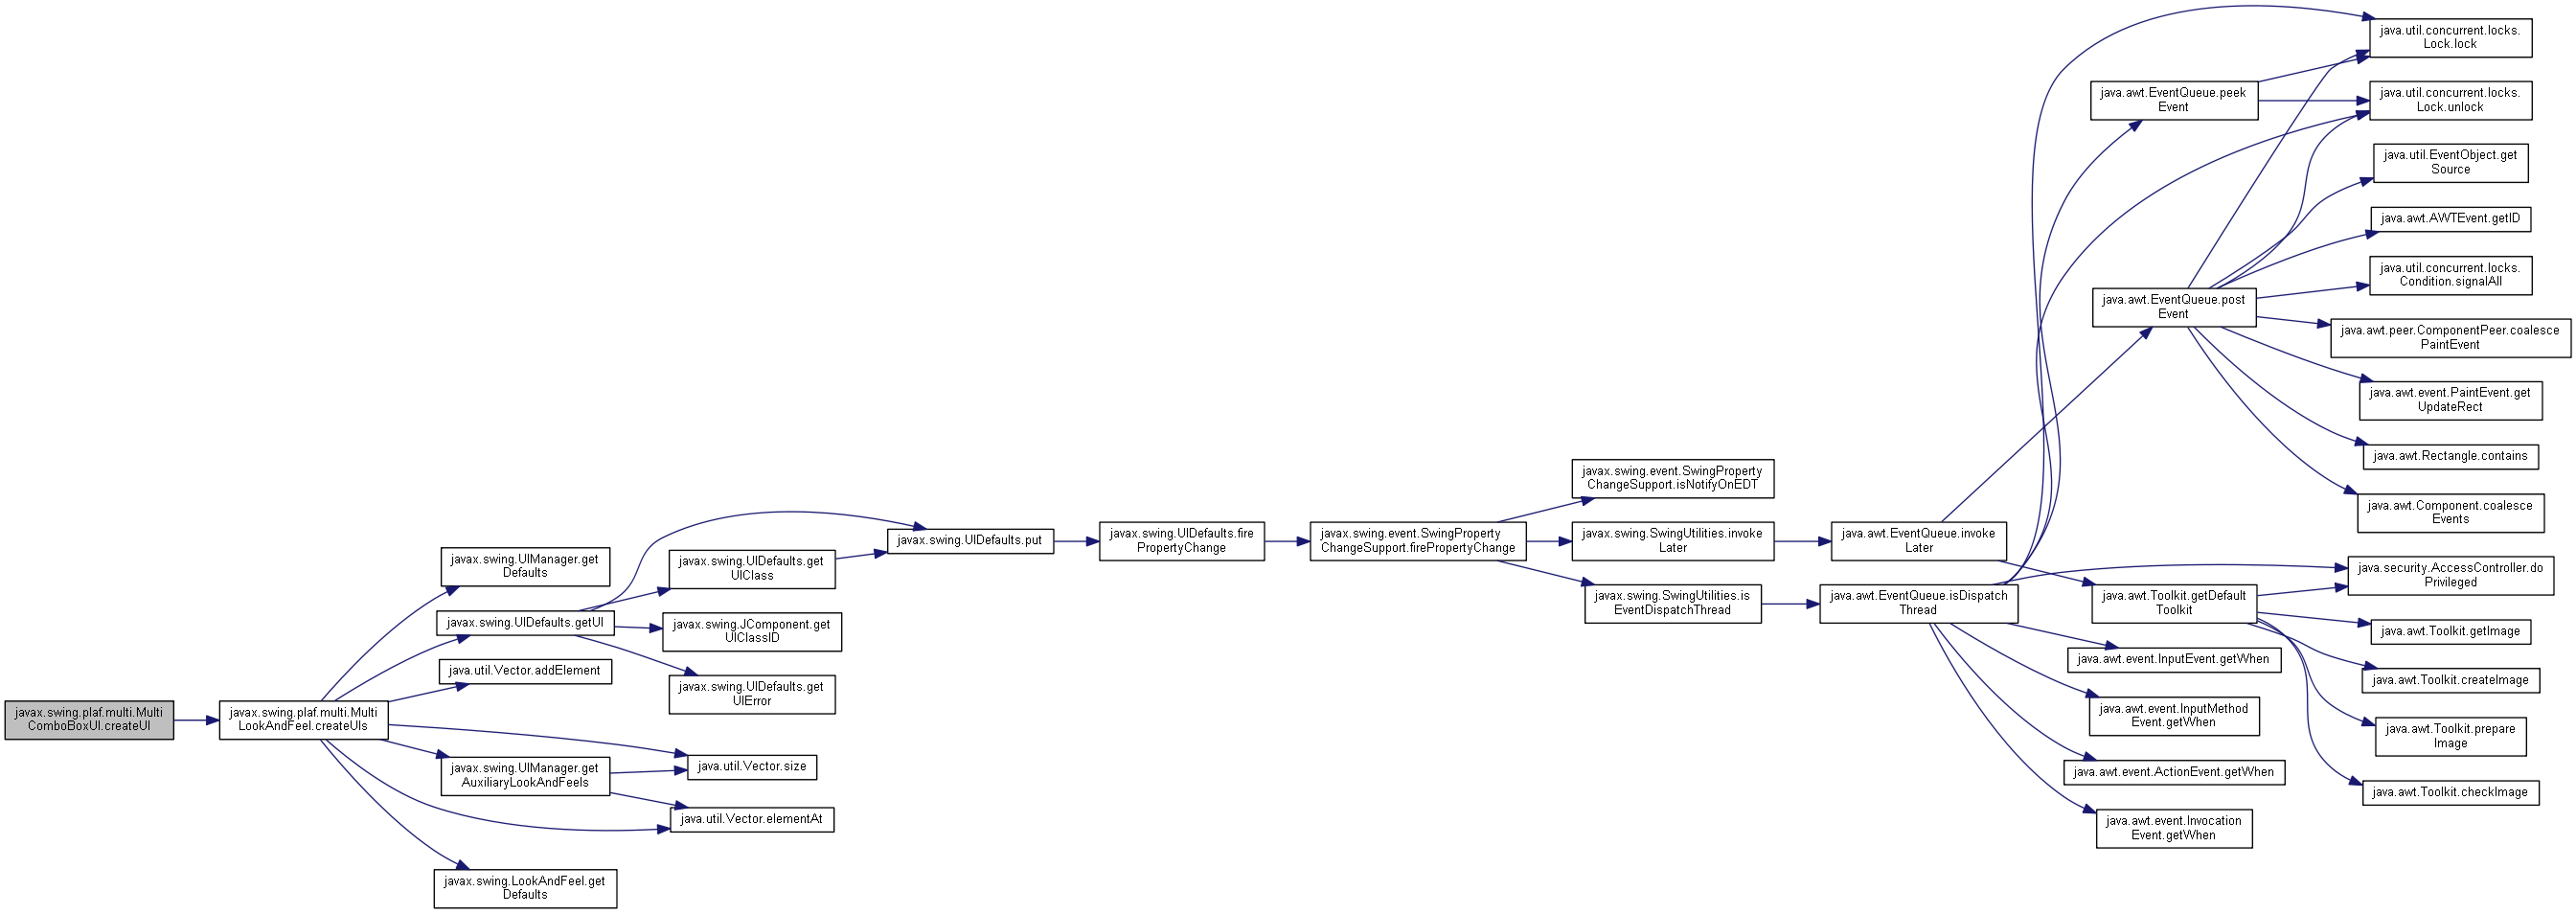 javax.swing.plaf.multi.Multi
ComboBoxUI.createUI
javax.swing.plaf.multi.Multi
LookAndFeel.createUIs
javax.swing.UIManager.get
Defaults
javax.swing.UIDefaults.getUI
java.util.Vector.addElement
javax.swing.UIManager.get
AuxiliaryLookAndFeels
javax.swing.LookAndFeel.get
Defaults
javax.swing.UIDefaults.get
UIClass
javax.swing.JComponent.get
UIClassID
javax.swing.UIDefaults.get
UIError
java.util.Vector.size
java.util.Vector.elementAt
javax.swing.UIDefaults.put
javax.swing.UIDefaults.fire
PropertyChange
javax.swing.event.SwingProperty
ChangeSupport.firePropertyChange
javax.swing.event.SwingProperty
ChangeSupport.isNotifyOnEDT
javax.swing.SwingUtilities.invoke
Later
javax.swing.SwingUtilities.is
EventDispatchThread
java.awt.EventQueue.invoke
Later
java.awt.EventQueue.isDispatch
Thread
java.awt.EventQueue.peek
Event
java.awt.EventQueue.post
Event
java.awt.Toolkit.getDefault
Toolkit
java.awt.event.InputEvent.getWhen
java.awt.event.InputMethod
Event.getWhen
java.awt.event.ActionEvent.getWhen
java.awt.event.Invocation
Event.getWhen
java.util.concurrent.locks.
Lock.lock
java.util.concurrent.locks.
Lock.unlock
java.util.EventObject.get
Source
java.awt.AWTEvent.getID
java.util.concurrent.locks.
Condition.signalAll
java.awt.peer.ComponentPeer.coalesce
PaintEvent
java.awt.event.PaintEvent.get
UpdateRect
java.awt.Rectangle.contains
java.awt.Component.coalesce
Events
java.security.AccessController.do
Privileged
java.awt.Toolkit.getImage
java.awt.Toolkit.createImage
java.awt.Toolkit.prepare
Image
java.awt.Toolkit.checkImage